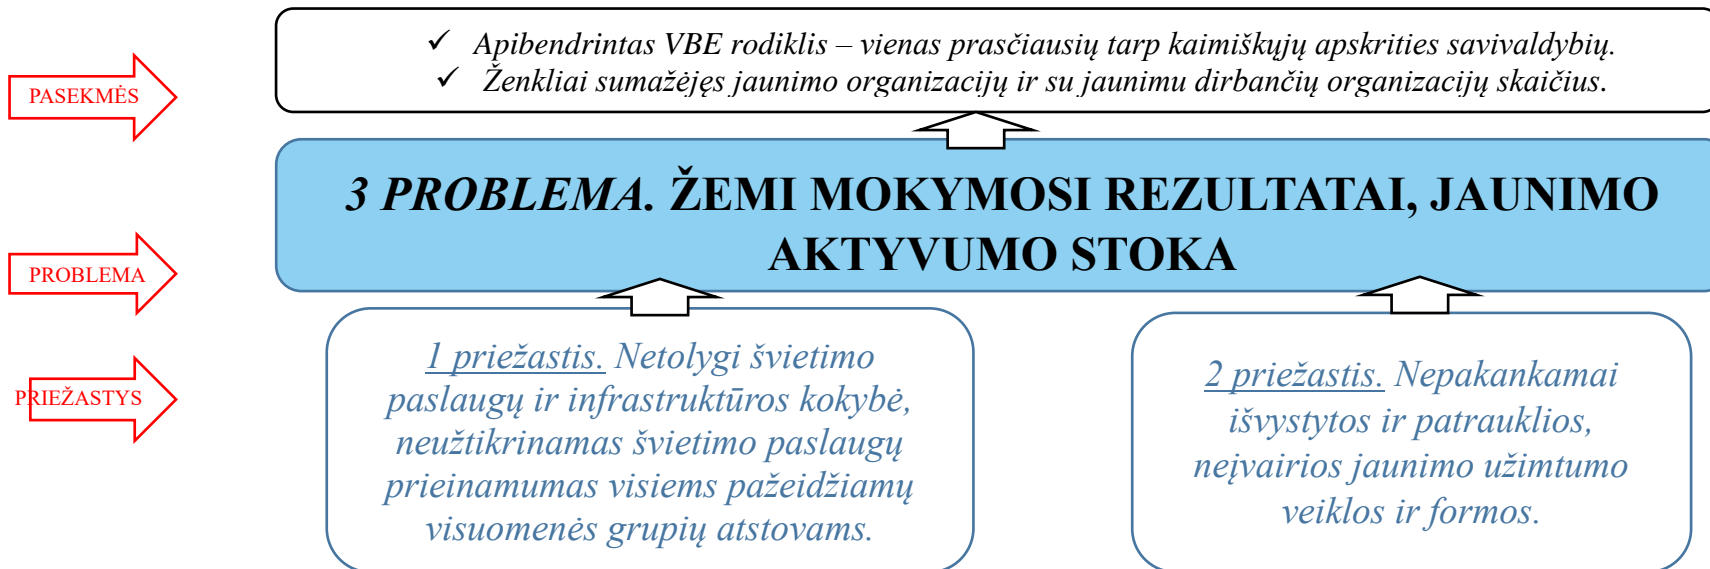 PASEKMĖS
✓ Apibendrintas VBE rodiklis – vienas prasčiausių tarp kaimiškųjų apskrities savivaldybių.
✓ Ženkliai sumažėjęs jaunimo organizacijų ir su jaunimu dirbančių organizacijų skaičius.
PROBLEMA
3 PROBLEMA. ŽEMI MOKYMOSI REZULTATAI, JAUNIMO
AKTYVUMO STOKA
PRIEŽASTYS
1 priežastis. Netolygi švietimo
paslaugų ir infrastruktūros kokybė,
neužtikrinamas švietimo paslaugų
prieinamumas visiems pažeidžiamų
visuomenės grupių atstovams.
2 priežastis. Nepakankamai
išvystytos ir patrauklios,
neįvairios jaunimo užimtumo
veiklos ir formos.